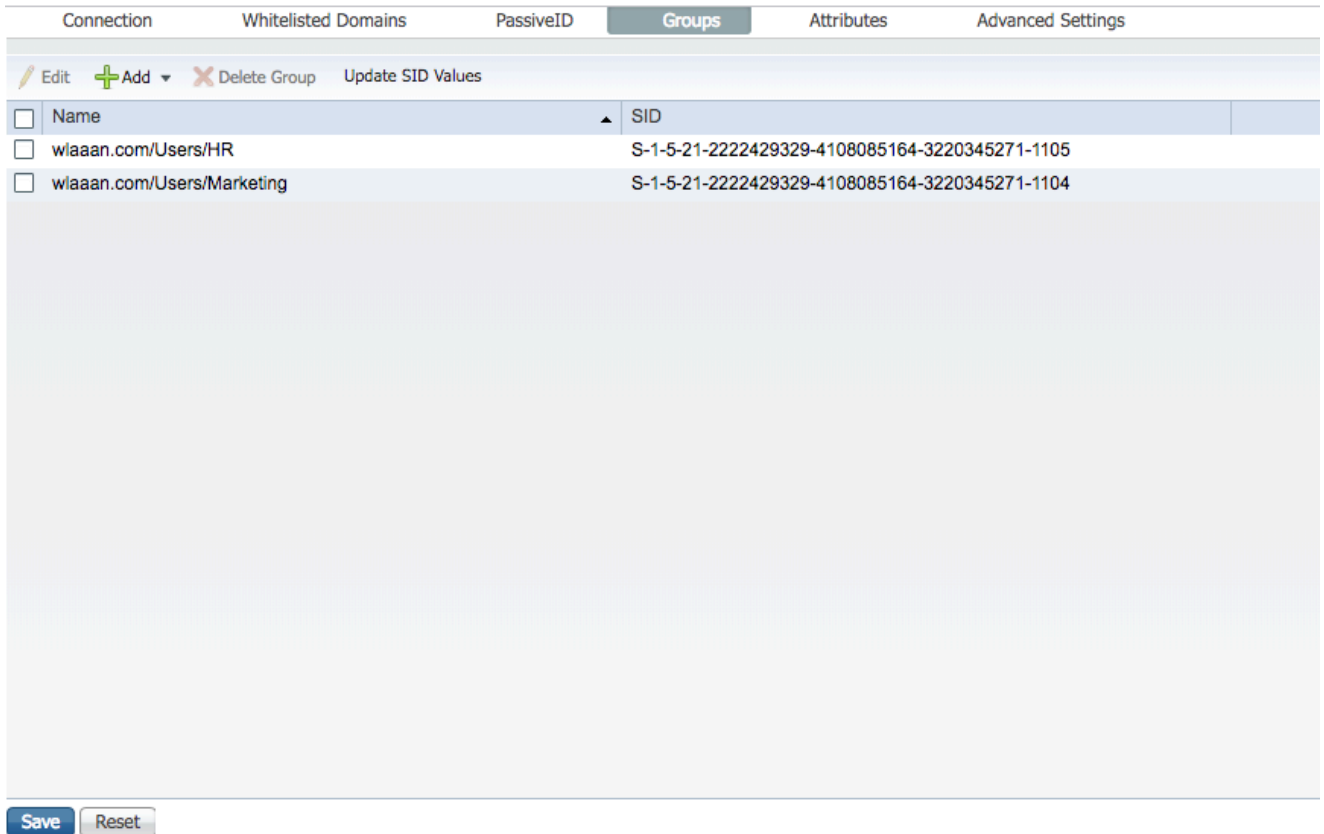 Connection Whitelisted Domains PassiveID Groups Attributes Advanced Settings
Edit Add Delete Group Update SID Values
Name SID
wlaaan.com/Users/HR S-1-5-21-2222429329-4108085164-3220345271-1105
wlaaan.com/Users/Marketing S-1-5-21-2222429329-4108085164-3220345271-1104
Save Reset